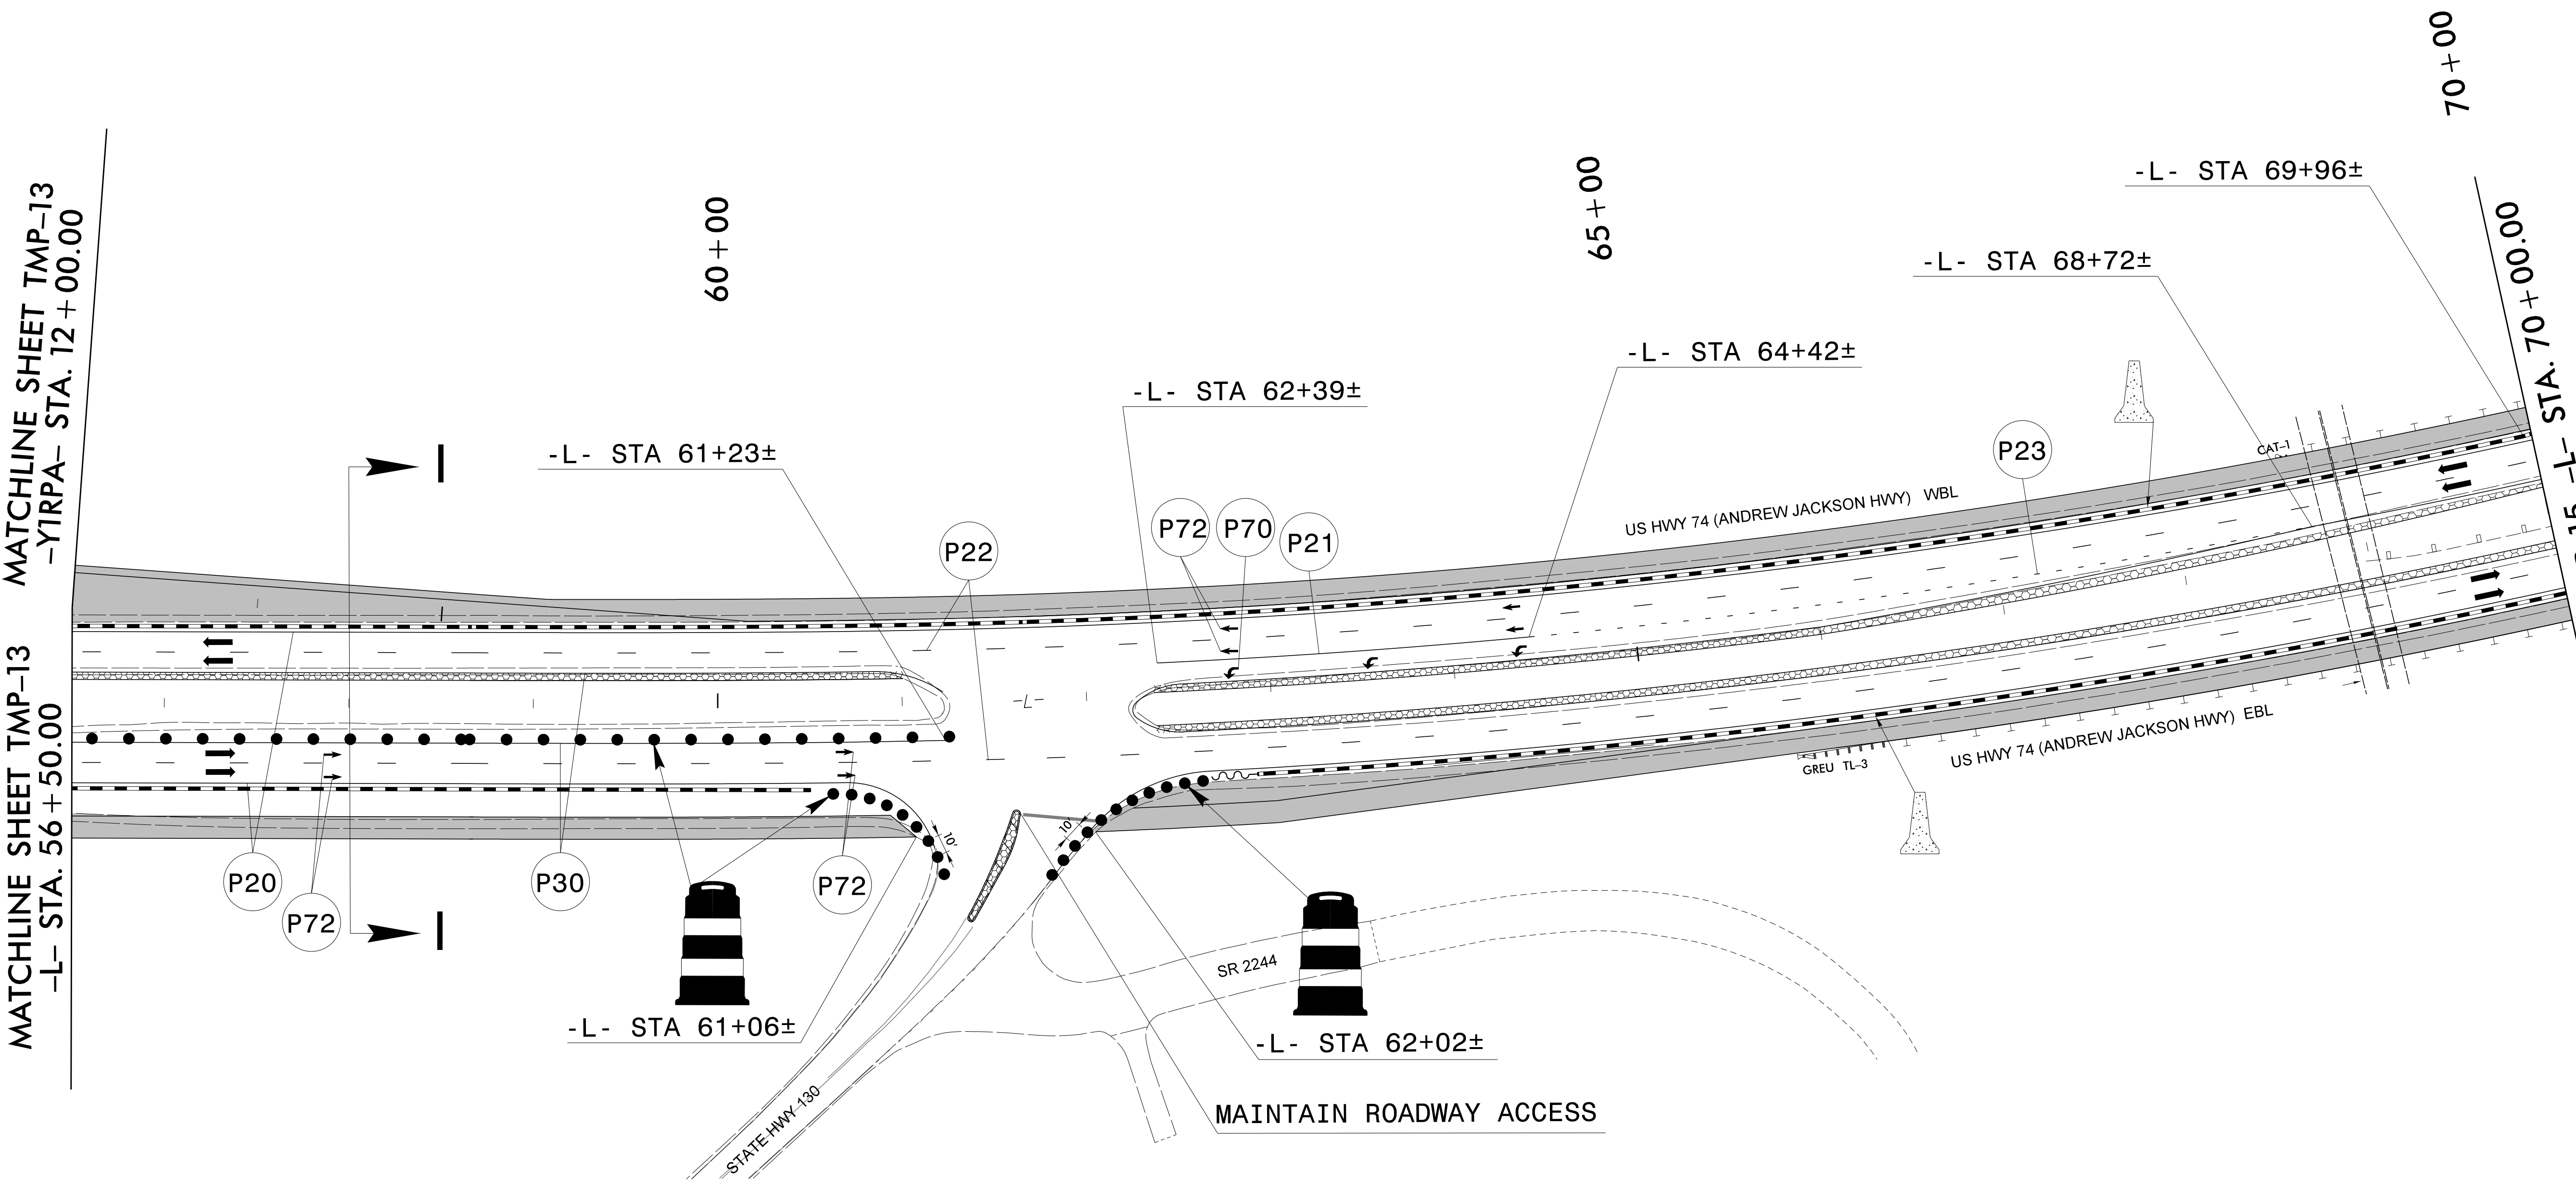 MATCHLINE SHEET TMP-13
-Y1RPA- STA. 12+00.00
MATCHLINE SHEET TMP-13
-L- STA. 56+50.00
60+00
65+00
70+00
-L- STA 69+96±
-L- STA 68+72±
-L- STA 64+42±
-L- STA 62+39±
-L- STA 61+23±
-L- STA. 70+00.00
P22
P72
P70
P21
P23
US HWY 74 (ANDREW JACKSON HWY) WBL
CAT-1
I
-L-
US HWY 74 (ANDREW JACKSON HWY) EBL
GREU TL-3
10'
10'
P20
P72
P30
P72
I
SR 2244
-L- STA 61+06±
-L- STA 62+02±
MAINTAIN ROADWAY ACCESS
STATE HWY 130